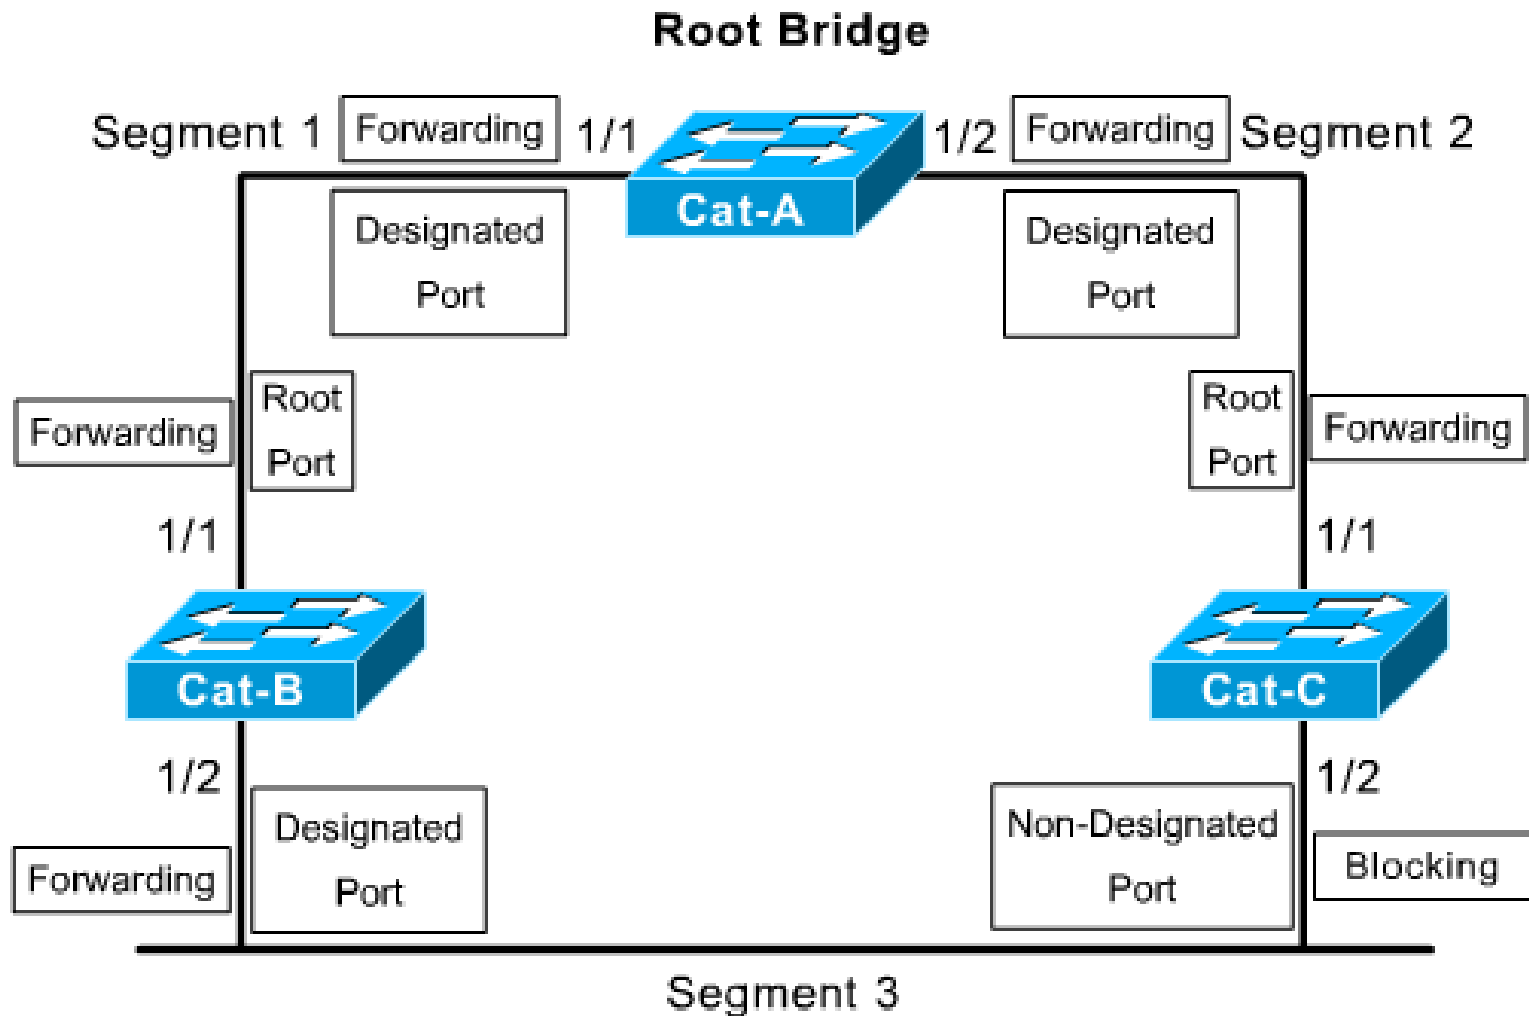 Root Bridge
Segment 1
Forwarding
1/1
1/2
Forwarding
Segment 2
Cat-A
Designated
Port
Designated
Port
Forwarding
Root
Port
Root
Port
Forwarding
1/1
1/1
Cat-B
Cat-C
1/2
1/2
Forwarding
Designated
Port
Non-Designated
Port
Blocking
Segment 3